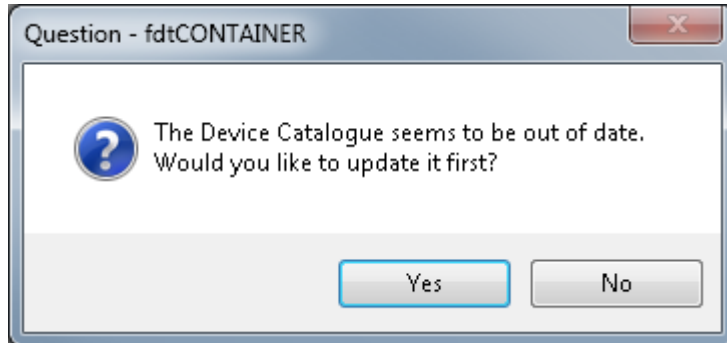 Question - fdtCONTAINER
The Device Catalogue seems to be out of date.
Would you like to update it first?
Yes
No